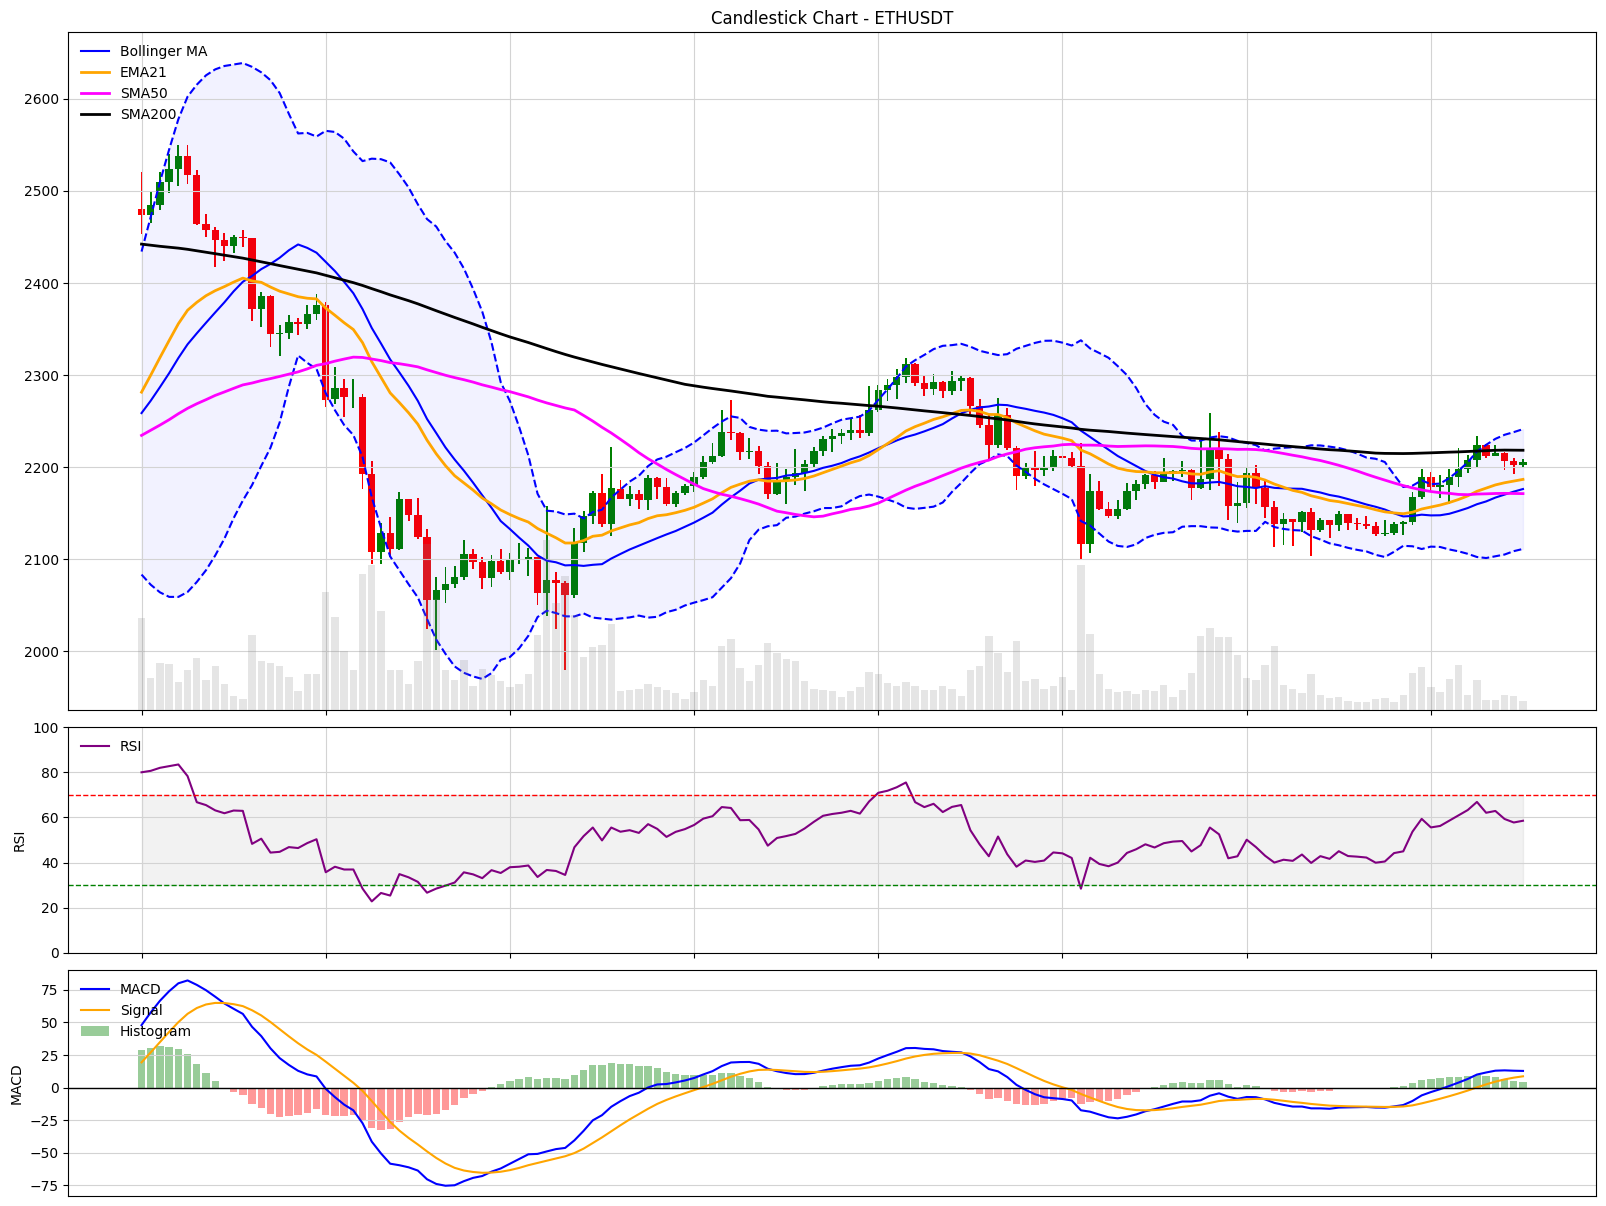 Candlestick Chart - ETHUSDT
Bollinger MA
EMA21
SMA50
SMA200
2600
2500
2400
2300
2200
2100
2000
RSI
100
80
60
40
20
0
RSI
MACD
Signal
Histogram
75
50
25
0
−25
−50
−75
MACD